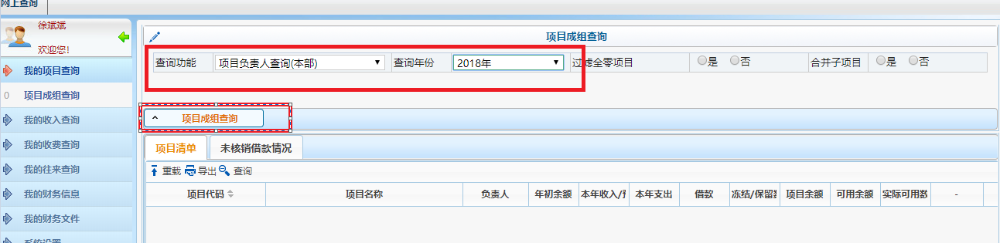 网上查询
徐斌斌
欢迎您!
我的项目查询
0 项目成组查询
我的收入查询
我的收费查询
我的往来查询
我的财务信息
我的财务文件
系统设置
项目成组查询
查询功能 项目负责人查询(本部) 查询年份 2018年 过滤全零项目 是 否 合并子项目 是 否
项目成组查询
项目清单 未核销借款情况
重载 导出 查询
项目代码 项目名称 负责人 年初余额 本年收入/ 本年支出 借款 冻结/保留 项目余额 可用余额 实际可用数 -